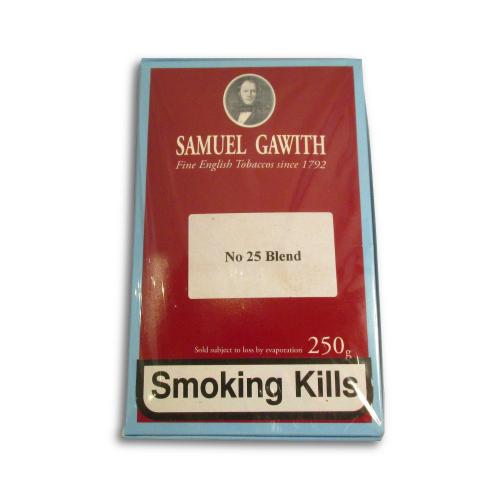 SAMUEL GAWITH
Fine English Tobaccos since 1792
No 25 Blend
Sold subject to loss by evaporation 250g
Smoking Kills